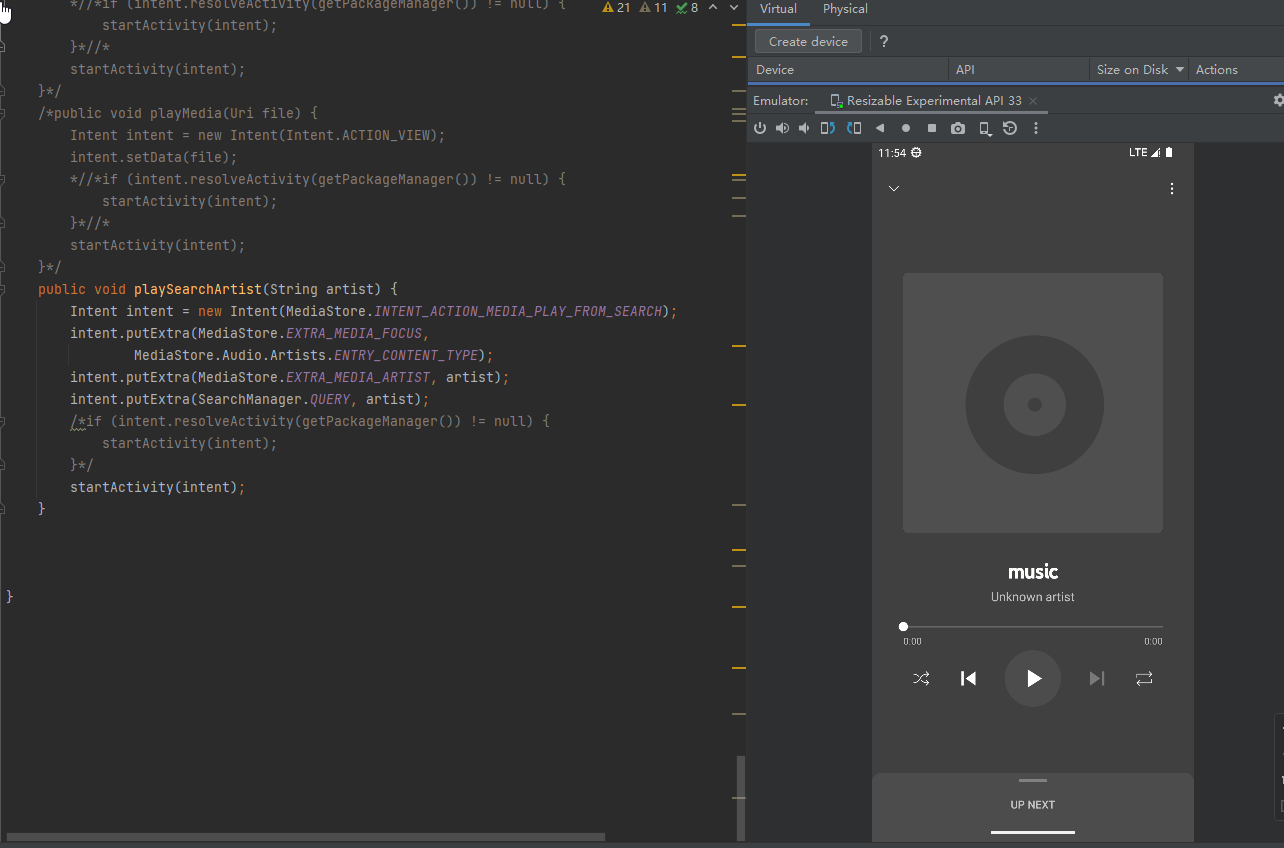 *//*if (intent.resolveActivity(getPackageManager()) != null) {
startActivity(intent);
}*//*
startActivity(intent);
}*/
/*public void playMedia(Uri file) {
Intent intent = new Intent(Intent.ACTION_VIEW);
intent.setData(file);
*//*if (intent.resolveActivity(getPackageManager()) != null) {
startActivity(intent);
}*//*
startActivity(intent);
}*/
public void playSearchArtist(String artist) {
Intent intent = new Intent(MediaStore.INTENT_ACTION_MEDIA_PLAY_FROM_SEARCH);
intent.putExtra(MediaStore.EXTRA_MEDIA_FOCUS,
MediaStore.Audio.Artists.ENTRY_CONTENT_TYPE);
intent.putExtra(MediaStore.EXTRA_MEDIA_ARTIST, artist);
intent.putExtra(SearchManager.QUERY, artist);
/*if (intent.resolveActivity(getPackageManager()) != null) {
startActivity(intent);
}*/
startActivity(intent);
}
}
21 11 8
Virtual Physical
Create device ?
Device API Size on Disk Actions
Emulator: Resizable Experimental API 33
11:54 LTE
music
Unknown artist
0:00 0:00
UP NEXT